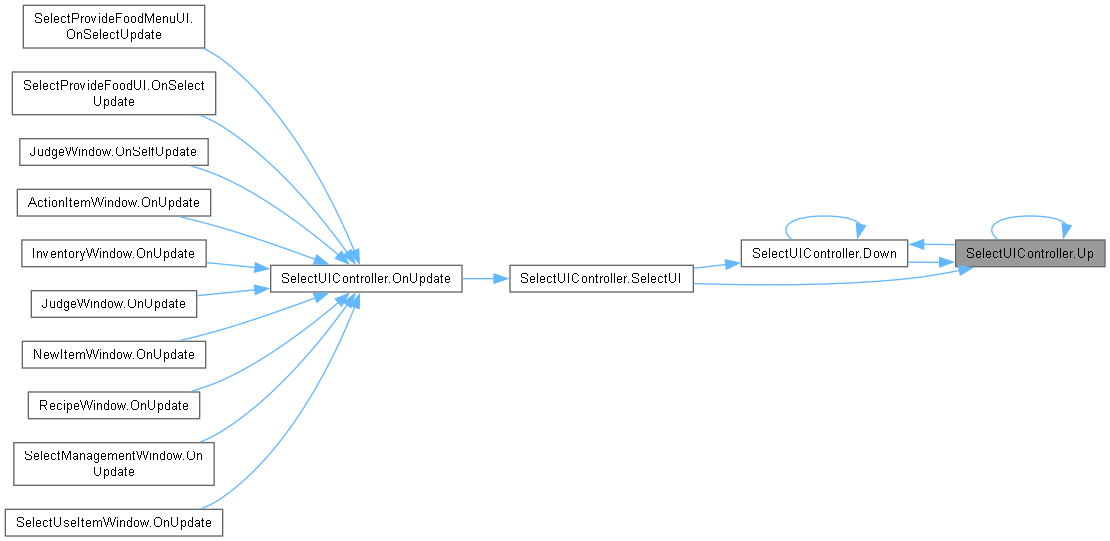 SelectProvideFoodMenuUI.
OnSelectUpdate
SelectProvideFoodUI.OnSelect
Update
JudgeWindow.OnSelfUpdate
ActionItemWindow.OnUpdate
InventoryWindow.OnUpdate
JudgeWindow.OnUpdate
NewItemWindow.OnUpdate
RecipeWindow.OnUpdate
SelectManagementWindow.On
Update
SelectUseItemWindow.OnUpdate
SelectUIController.OnUpdate
SelectUIController.SelectUI
SelectUIController.Down
SelectUIController.Up